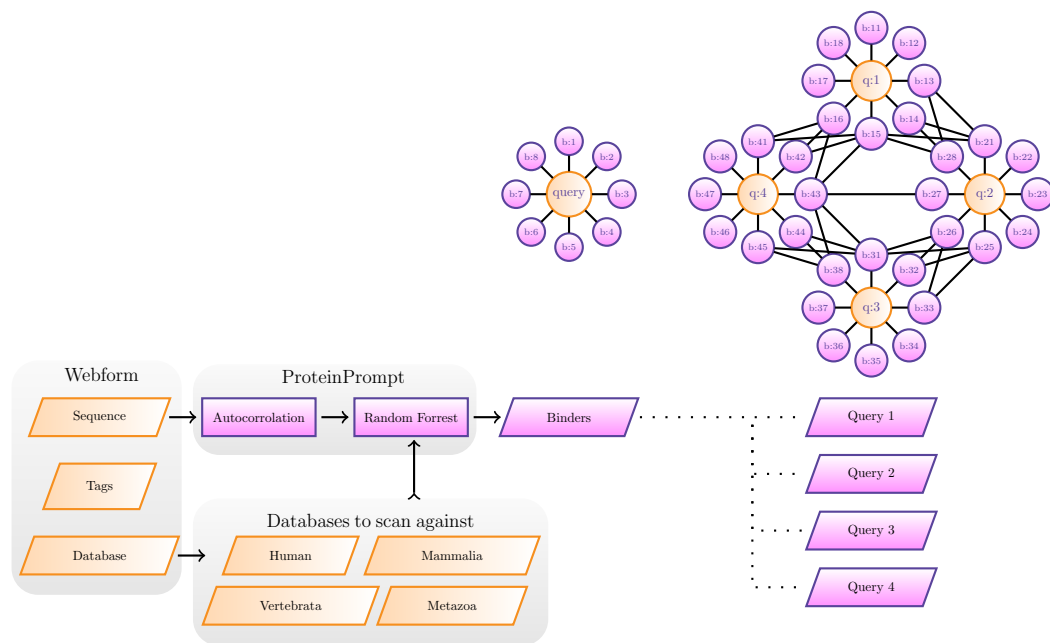 b:11
b:18
b:12
q:1
b:17
b:13
b:16
b:14
b:15
b:1
b:41
b:21
b:8
b:2
b:48
b:42
b:28
b:22
b:7
query
b:3
b:47
q:4
b:43
b:27
q:2
b:23
b:6
b:4
b:46
b:44
b:26
b:24
b:5
b:45
b:31
b:25
b:38
b:32
b:37
q:3
b:33
b:36
b:34
b:35
Webform
ProteinPrompt
Sequence
Autocorrolation
Random Forrest
Binders
Query 1
Tags
Query 2
Databases to scan against
Query 3
Database
Human
Mammalia
Query 4
Vertebrata
Metazoa